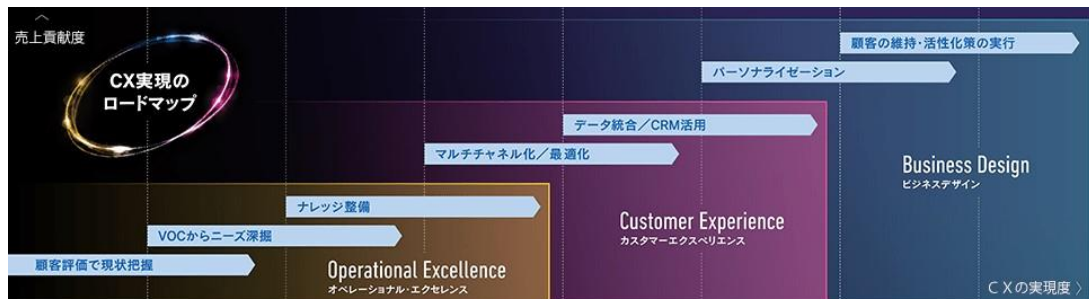 売上貢献度
CX実現の
ロードマップ
顧客の維持・活性化策の実行
パーソナライゼーション
データ統合／CRM活用
マルチチャネル化／最適化
Business Design
ビジネスデザイン
ナレッジ整備
Customer Experience
カスタマーエクスペリエンス
VOCからニーズ深掘
顧客評価で現状把握
Operational Excellence
オペレーショナル・エクセレンス
CXの実現度